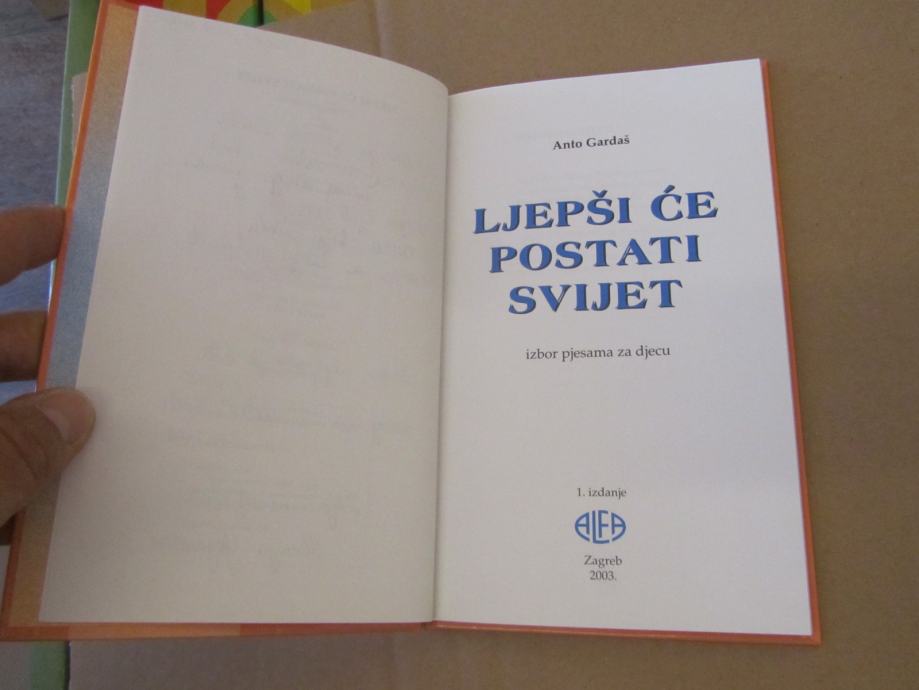 Anto Gardaš
LJEPŠI ĆE
POSTATI
SVIJET
izbor pjesama za djecu
1. izdanje
ALFA
Zagreb
2003.